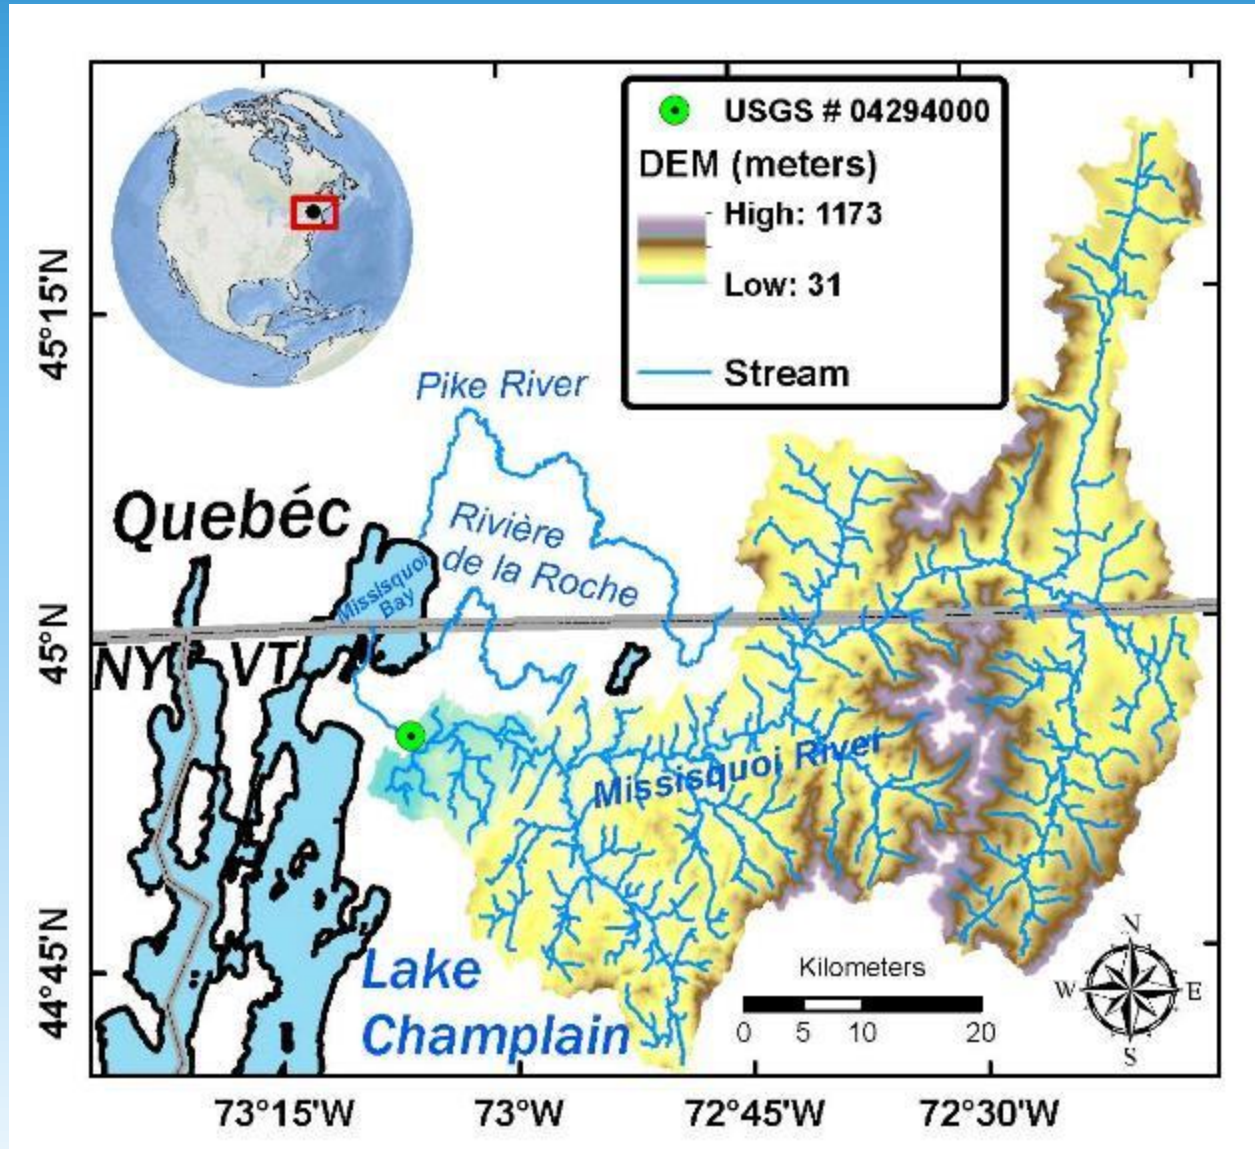 USGS # 04294000
DEM (meters)
High: 1173
Low: 31
Stream
45°15'N
Pike River
Quebéc
Rivière
de la Roche
Missisquoi
Bay
45°N
NY
VT
Missisquoi River
44°45'N
Lake
Champlain
Kilometers
0 5 10 20
N
W E
S
73°15'W 73°W 72°45'W 72°30'W